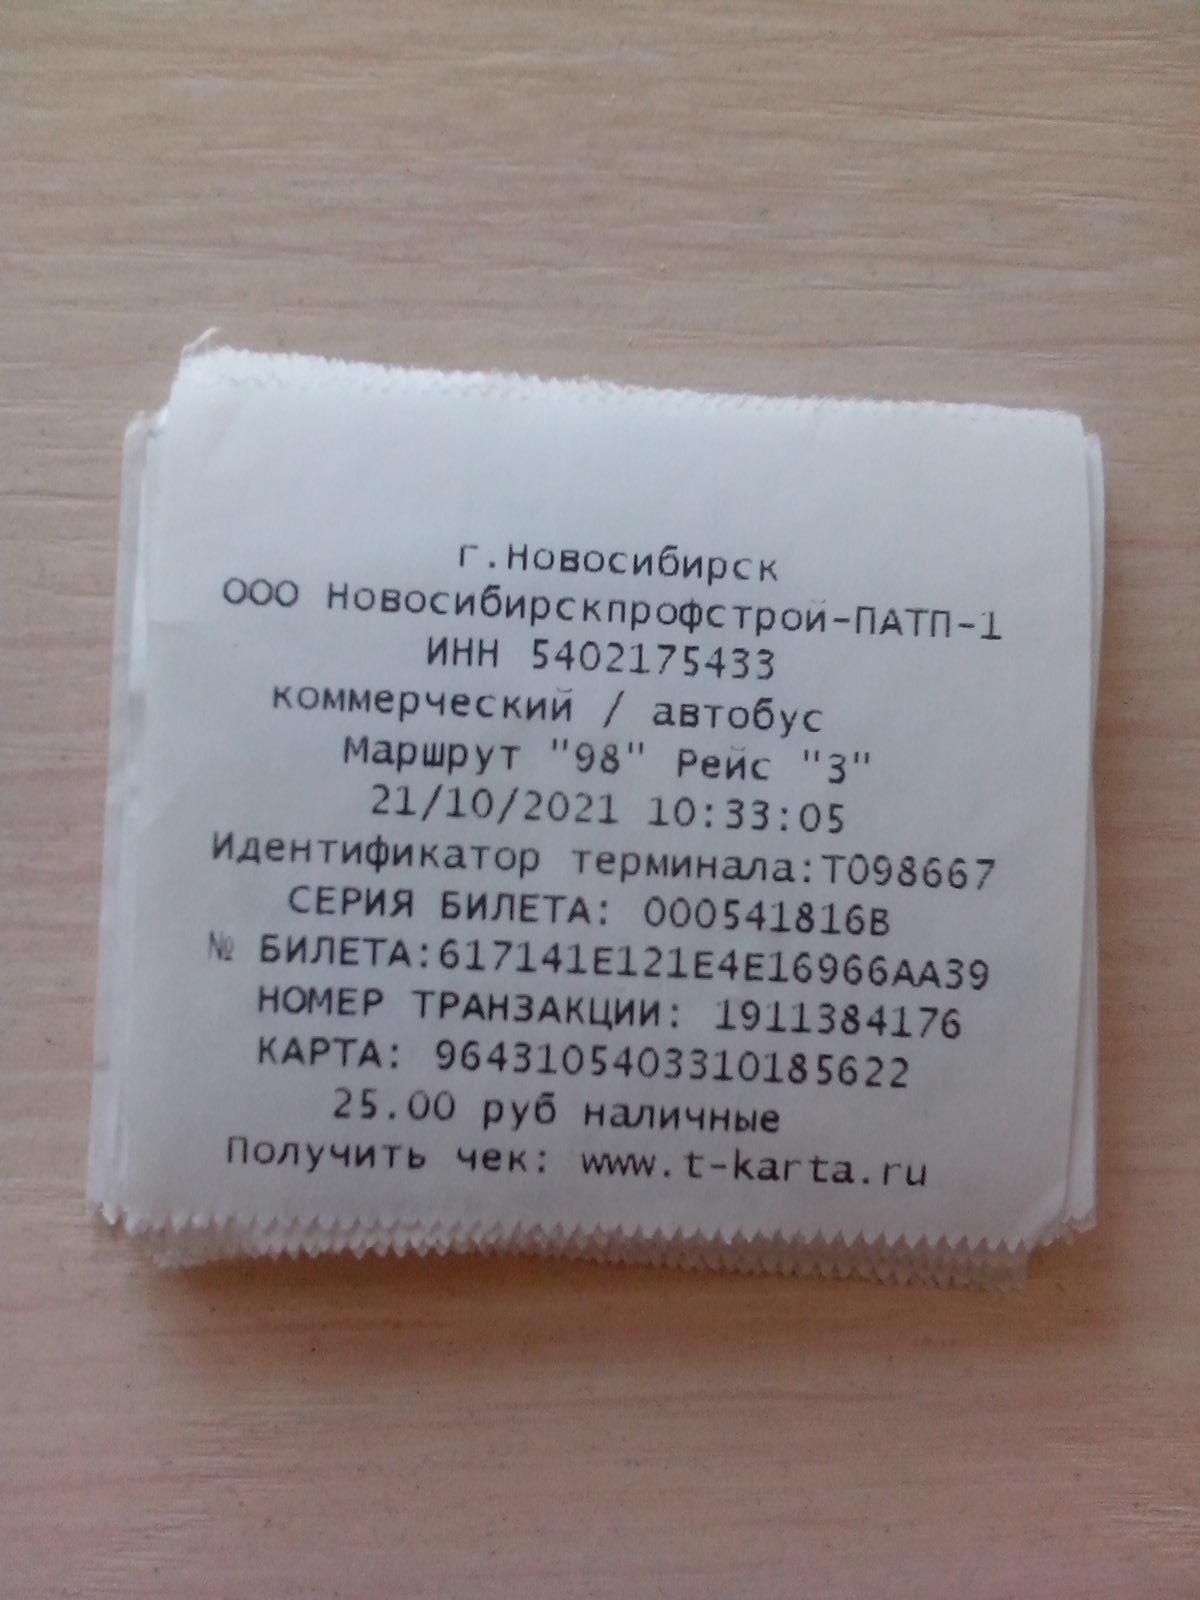 г.Новосибирск
ООО Новосибирскпрофстрой-ПАТП-1
ИНН 5402175433
коммерческий / автобус
Маршрут "98" Рейс "3"
21/10/2021 10:33:05
Идентификатор терминала:T098667
СЕРИЯ БИЛЕТА: 000541816B
№ БИЛЕТА:617141E121E4E16966AA39
НОМЕР ТРАНЗАКЦИИ: 1911384176
КАРТА: 9643105403310185622
25.00 руб наличные
Получить чек: www.t-karta.ru